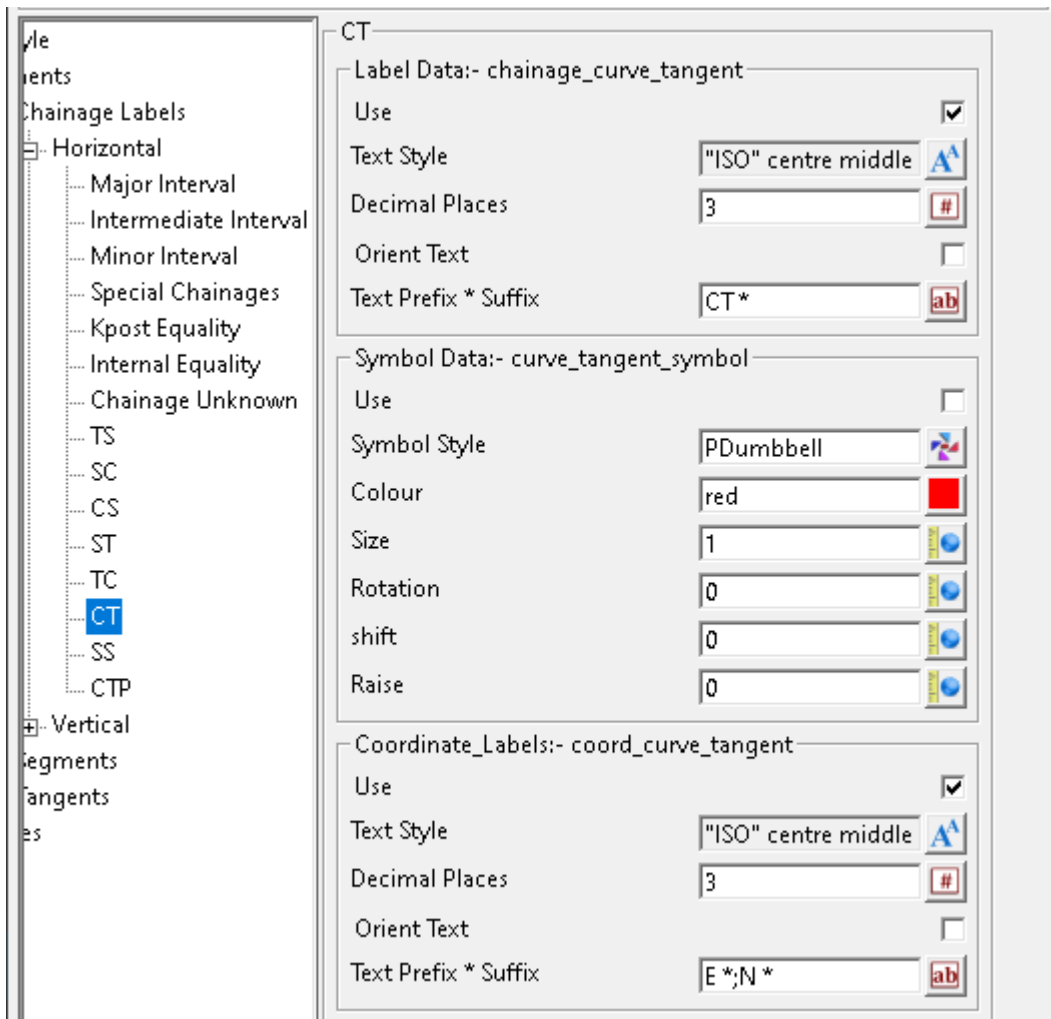 yle
ients
Chainage Labels
Horizontal
Major Interval
Intermediate Interval
Minor Interval
Special Chainages
Kpost Equality
Internal Equality
Chainage Unknown
TS
SC
CS
ST
TC
CT
SS
CTP
Vertical
Segments
Tangents
es
CT
Label Data:- chainage_curve_tangent
Use
Text Style "ISO" centre middle
Decimal Places 3
Orient Text
Text Prefix * Suffix CT*
Symbol Data:- curve_tangent_symbol
Use
Symbol Style PDumbbell
Colour red
Size 1
Rotation 0
shift 0
Raise 0
Coordinate_Labels:- coord_curve_tangent
Use
Text Style "ISO" centre middle
Decimal Places 3
Orient Text
Text Prefix * Suffix E *;N *